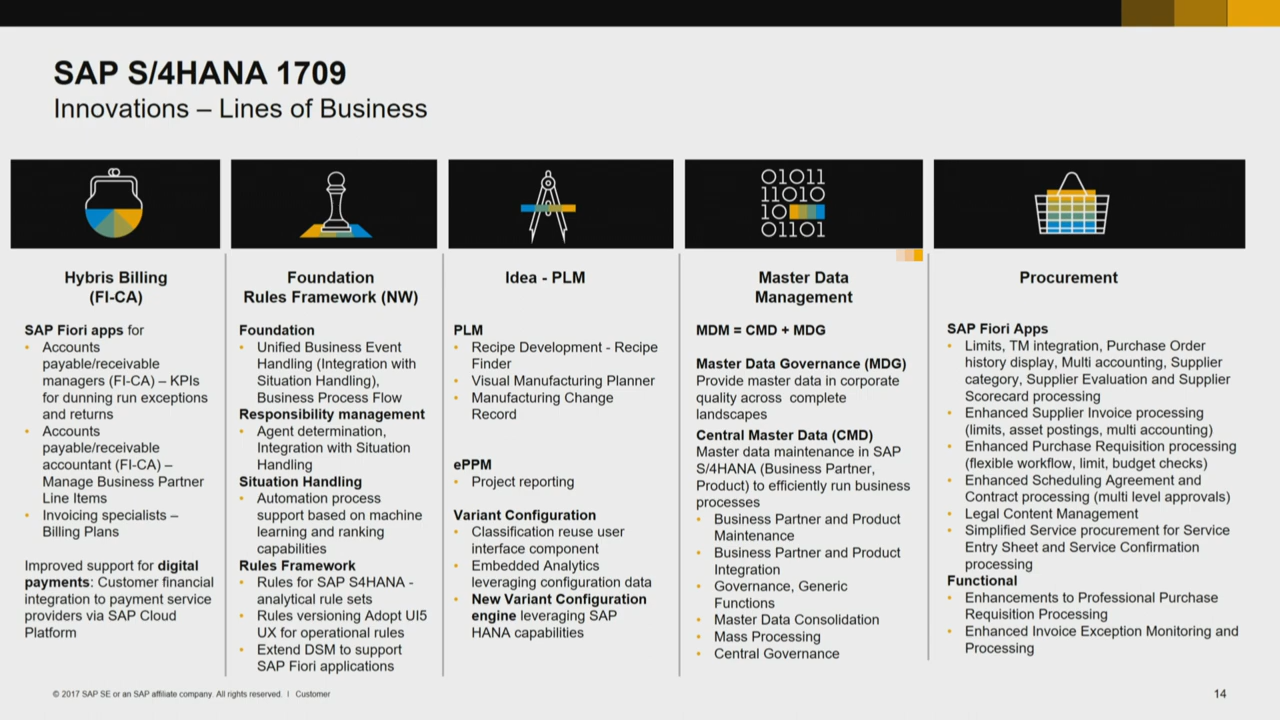 SAP S/4HANA 1709
Innovations – Lines of Business
01011
11010
10
01101
Hybris Billing
(FI-CA)
SAP Fiori apps for
• Accounts
payable/receivable
managers (FI-CA) – KPIs
for dunning run exceptions
and returns
• Accounts
payable/receivable
accountant (FI-CA) –
Manage Business Partner
Line Items
• Invoicing specialists –
Billing Plans
Improved support for digital
payments: Customer financial
integration to payment service
providers via SAP Cloud
Platform
Foundation
Rules Framework (NW)
Foundation
• Unified Business Event
Handling (Integration with
Situation Handling),
Business Process Flow
Responsibility management
• Agent determination,
Integration with Situation
Handling
Situation Handling
• Automation process
support based on machine
learning and ranking
capabilities
Rules Framework
• Rules for SAP S4HANA -
analytical rule sets
• Rules versioning Adopt UI5
UX for operational rules
• Extend DSM to support
SAP Fiori applications
Idea - PLM
PLM
• Recipe Development - Recipe
Finder
• Visual Manufacturing Planner
• Manufacturing Change
Record
ePPM
• Project reporting
Variant Configuration
• Classification reuse user
interface component
• Embedded Analytics
leveraging configuration data
• New Variant Configuration
engine leveraging SAP
HANA capabilities
Master Data
Management
MDM = CMD + MDG
Master Data Governance (MDG)
Provide master data in corporate
quality across complete
landscapes
Central Master Data (CMD)
Master data maintenance in SAP
S/4HANA (Business Partner,
Product) to efficiently run business
processes
• Business Partner and Product
Maintenance
• Business Partner and Product
Integration
• Governance, Generic
Functions
• Master Data Consolidation
• Mass Processing
• Central Governance
Procurement
SAP Fiori Apps
• Limits, TM integration, Purchase Order
history display, Multi accounting, Supplier
category, Supplier Evaluation and Supplier
Scorecard processing
• Enhanced Supplier Invoice processing
(limits, asset postings, multi accounting)
• Enhanced Purchase Requisition processing
(flexible workflow, limit, budget checks)
• Enhanced Scheduling Agreement and
Contract processing (multi level approvals)
• Legal Content Management
• Simplified Service procurement for Service
Entry Sheet and Service Confirmation
processing
Functional
• Enhancements to Professional Purchase
Requisition Processing
• Enhanced Invoice Exception Monitoring and
Processing
© 2017 SAP SE or an SAP affiliate company. All rights reserved. | Customer
14